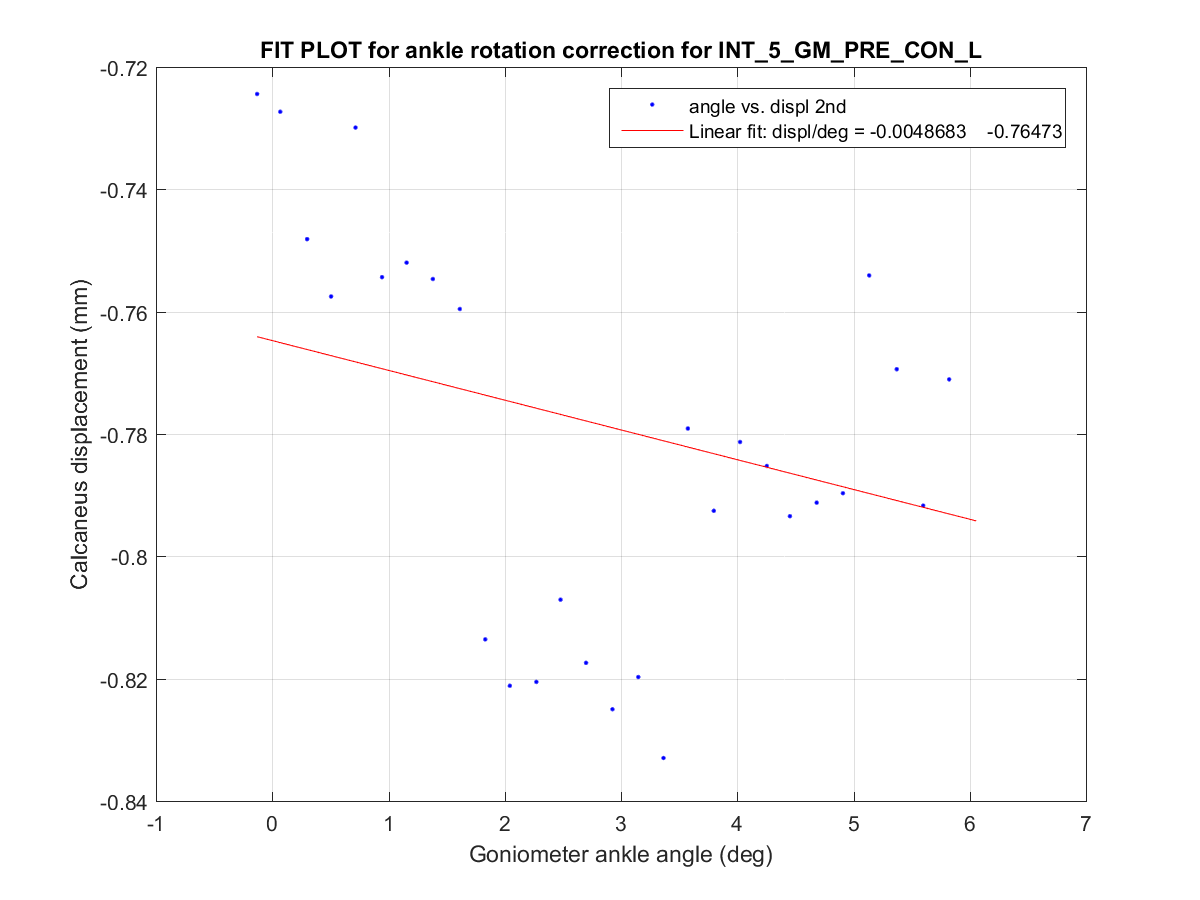 FIT PLOT for ankle rotation correction for INT_5_GM_PRE_CON_L
angle vs. displ 2nd
Linear fit: displ/deg = -0.0048683 -0.76473
-0.72
-0.74
-0.76
-0.78
-0.8
-0.82
-0.84
Calcaneus displacement (mm)
-1 0 1 2 3 4 5 6 7
Goniometer ankle angle (deg)